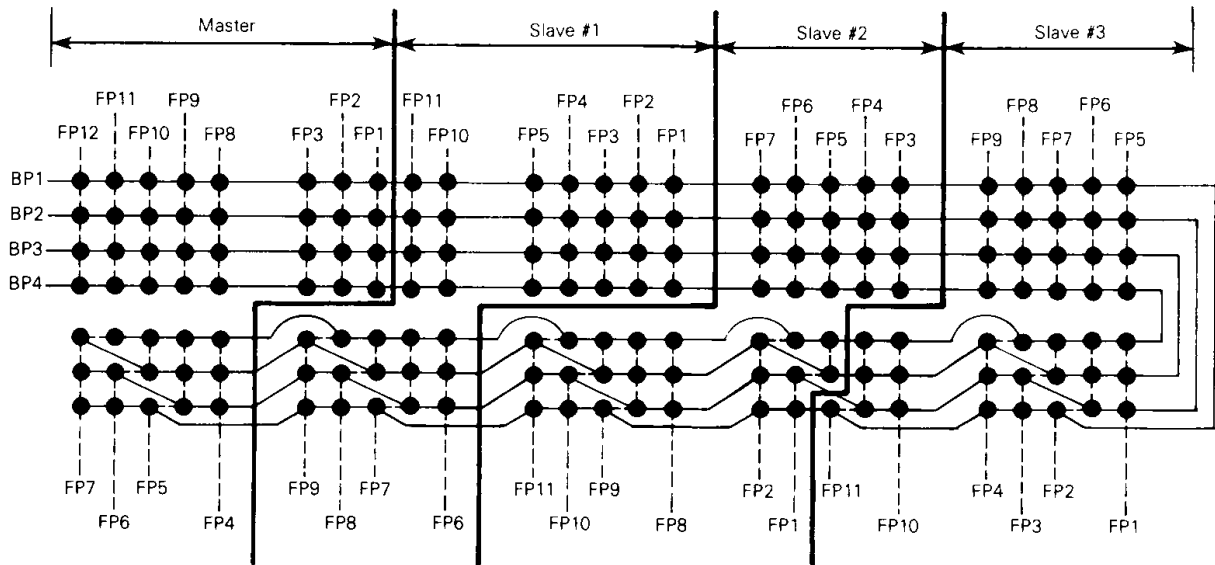 Master Slave #1 Slave #2 Slave #3
FP11 FP9 FP2 FP11 FP4 FP2 FP6 FP4 FP8 FP6
FP12 FP10 FP8 FP3 FP1 FP10 FP5 FP3 FP1 FP7 FP5 FP3 FP9 FP7 FP5
BP1
BP2
BP3
BP4
FP7 FP5 FP9 FP7 FP11 FP9 FP2 FP11 FP4 FP2
FP6 FP4 FP8 FP6 FP10 FP8 FP1 FP10 FP3 FP1